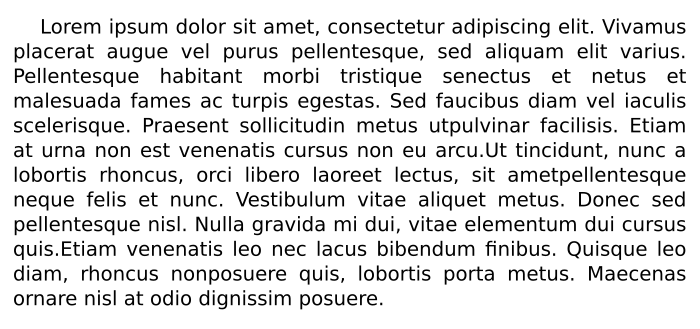 Lorem ipsum dolor sit amet, consectetur adipiscing elit. Vivamus
placerat augue vel purus pellentesque, sed aliquam elit varius.
Pellentesque habitant morbi tristique senectus et netus et
malesuada fames ac turpis egestas. Sed faucibus diam vel iaculis
scelerisque. Praesent sollicitudin metus utpulvinar facilisis. Etiam
at urna non est venenatis cursus non eu arcu.Ut tincidunt, nunc a
lobortis rhoncus, orci libero laoreet lectus, sit ametpellentesque
neque felis et nunc. Vestibulum vitae aliquet metus. Donec sed
pellentesque nisl. Nulla gravida mi dui, vitae elementum dui cursus
quis.Etiam venenatis leo nec lacus bibendum finibus. Quisque leo
diam, rhoncus nonposuere quis, lobortis porta metus. Maecenas
ornare nisl at odio dignissim posuere.